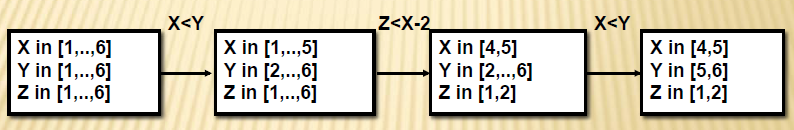 X<Y
Z<X-2
X<Y
X in [1,..,6]
Y in [1,..,6]
Z in [1,..,6]
X in [1,..,5]
Y in [2,..,6]
Z in [1,..,6]
X in [4,5]
Y in [2,..,6]
Z in [1,2]
X in [4,5]
Y in [5,6]
Z in [1,2]